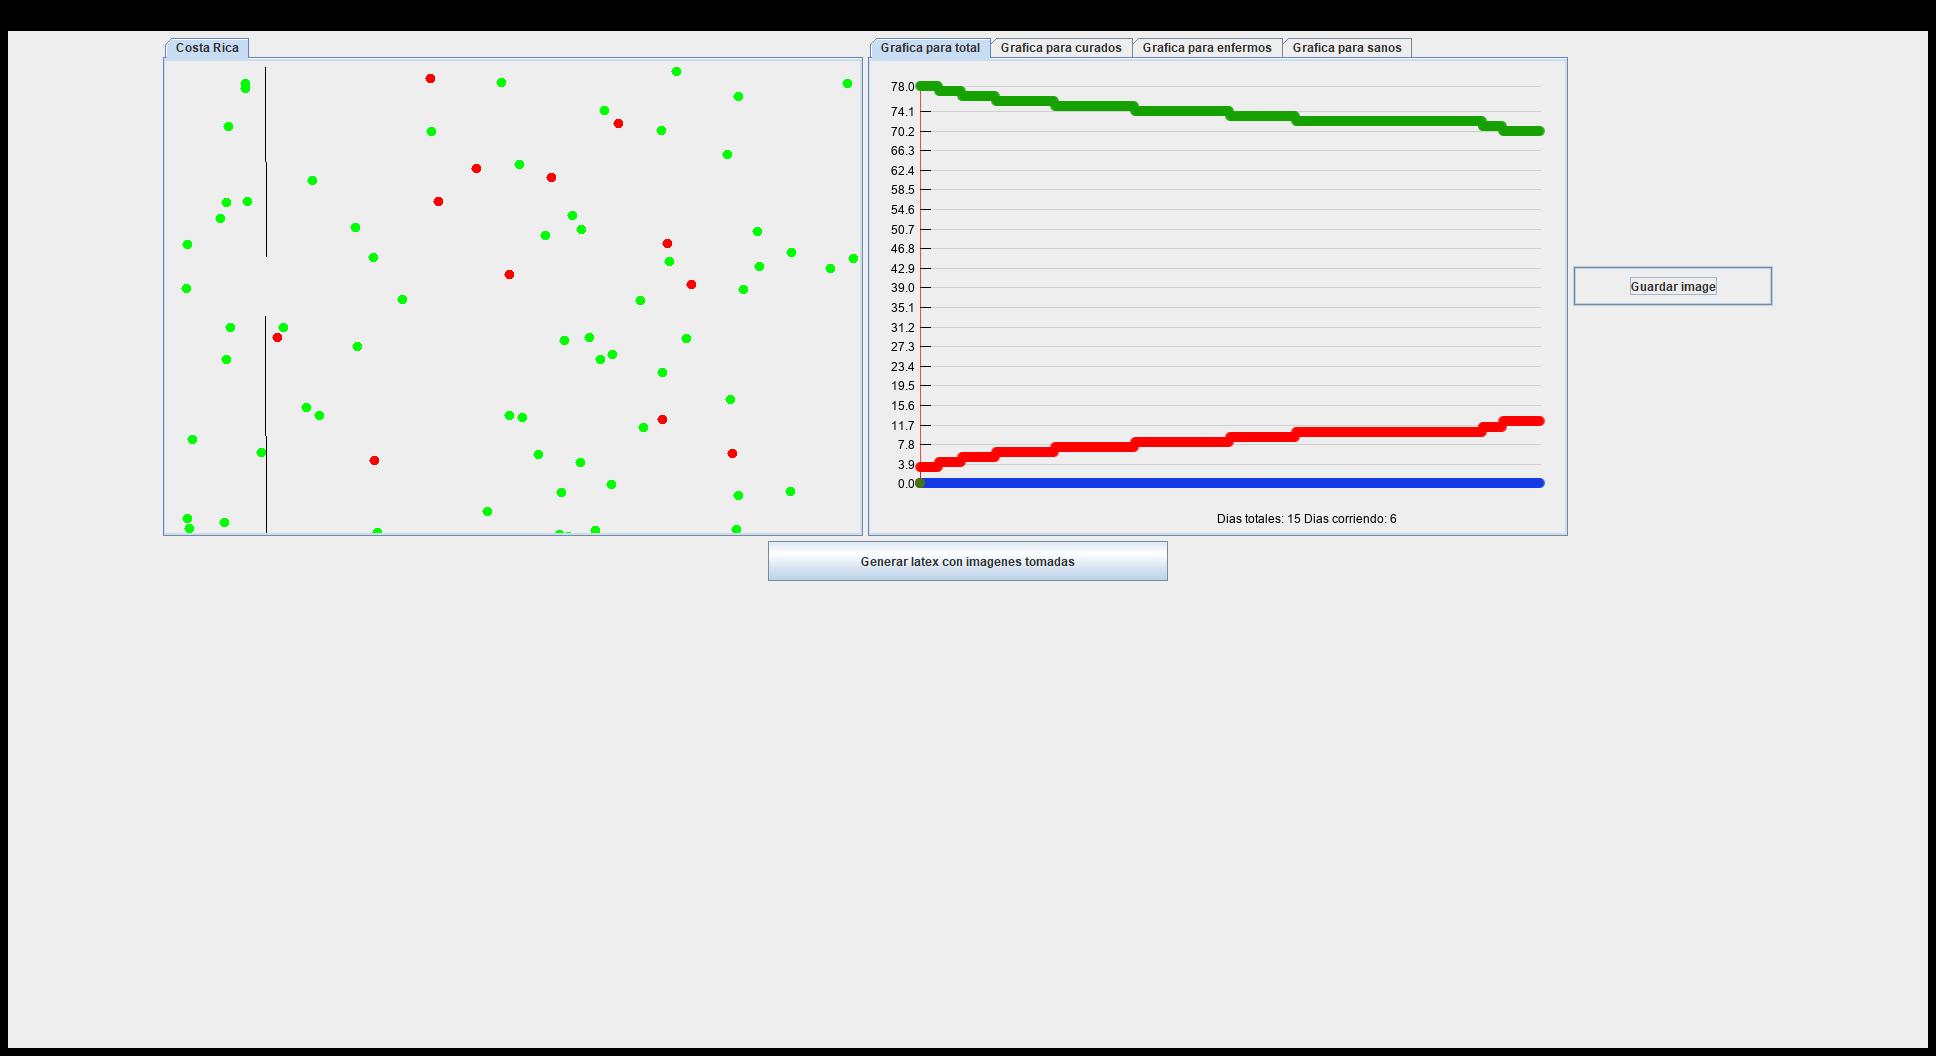 Costa Rica
Grafica para total
Grafica para curados
Grafica para enfermos
Grafica para sanos
78.0
74.1
70.2
66.3
62.4
58.5
54.6
50.7
46.8
42.9
39.0
35.1
31.2
27.3
23.4
19.5
15.6
11.7
7.8
3.9
0.0
Dias totales: 15 Dias corriendo: 6
Guardar image
Generar latex con imagenes tomadas